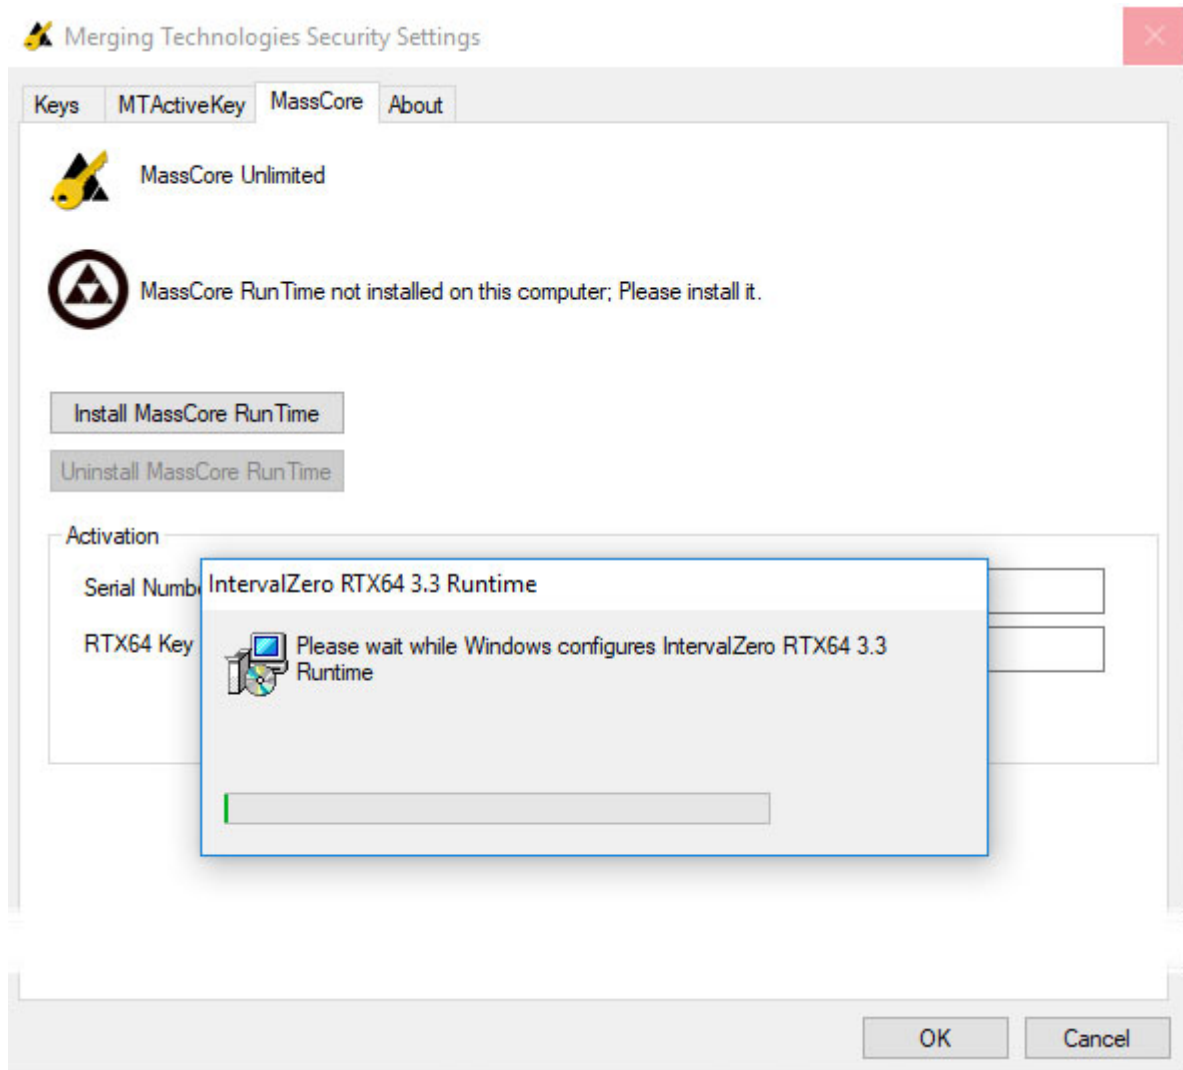 Merging Technologies Security Settings
Keys MTActiveKey MassCore About
MassCore Unlimited
MassCore RunTime not installed on this computer; Please install it.
Install MassCore RunTime
Uninstall MassCore RunTime
Activation
Serial Numbe
IntervalZero RTX64 3.3 Runtime
RTX64 Key
Please wait while Windows configures IntervalZero RTX64 3.3
Runtime
OK Cancel